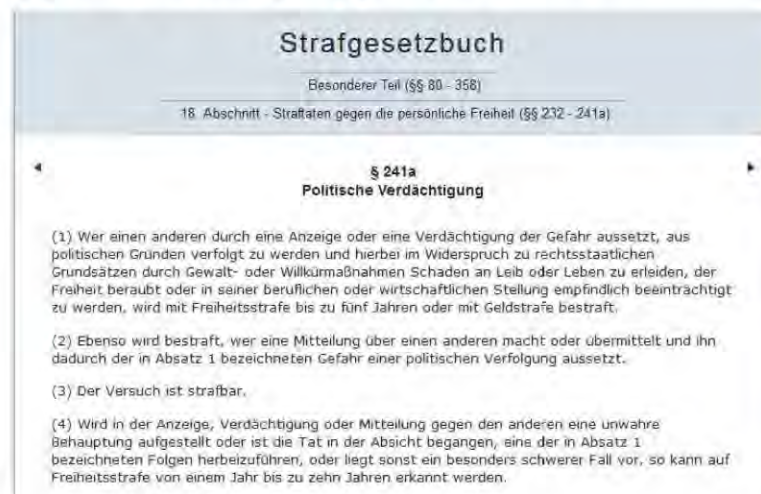 Strafgesetzbuch
Besonderer Teil (§§ 80 - 358)
18. Abschnitt - Straftaten gegen die persönliche Freiheit (§§ 232 - 241a)
§ 241a
Politische Verdächtigung
(1) Wer einen anderen durch eine Anzeige oder eine Verdächtigung der Gefahr aussetzt, aus
politischen Gründen verfolgt zu werden und hierbei im Widerspruch zu rechtsstaatlichen
Grundsätzen durch Gewalt- oder Willkürmaßnahmen Schaden an Leib oder Leben zu erleiden, der
Freiheit beraubt oder in seiner beruflichen oder wirtschaftlichen Stellung empfindlich beeinträchtigt
zu werden, wird mit Freiheitsstrafe bis zu fünf Jahren oder mit Geldstrafe bestraft.
(2) Ebenso wird bestraft, wer eine Mitteilung über einen anderen macht oder übermittelt und ihn
dadurch der in Absatz 1 bezeichneten Gefahr einer politischen Verfolgung aussetzt.
(3) Der Versuch ist strafbar.
(4) Wird in der Anzeige, Verdächtigung oder Mitteilung gegen den anderen eine unwahre
Behauptung aufgestellt oder ist die Tat in der Absicht begangen, eine der in Absatz 1
bezeichneten Folgen herbeizuführen, oder liegt sonst ein besonders schwerer Fall vor, so kann auf
Freiheitsstrafe von einem Jahr bis zu zehn Jahren erkannt werden.